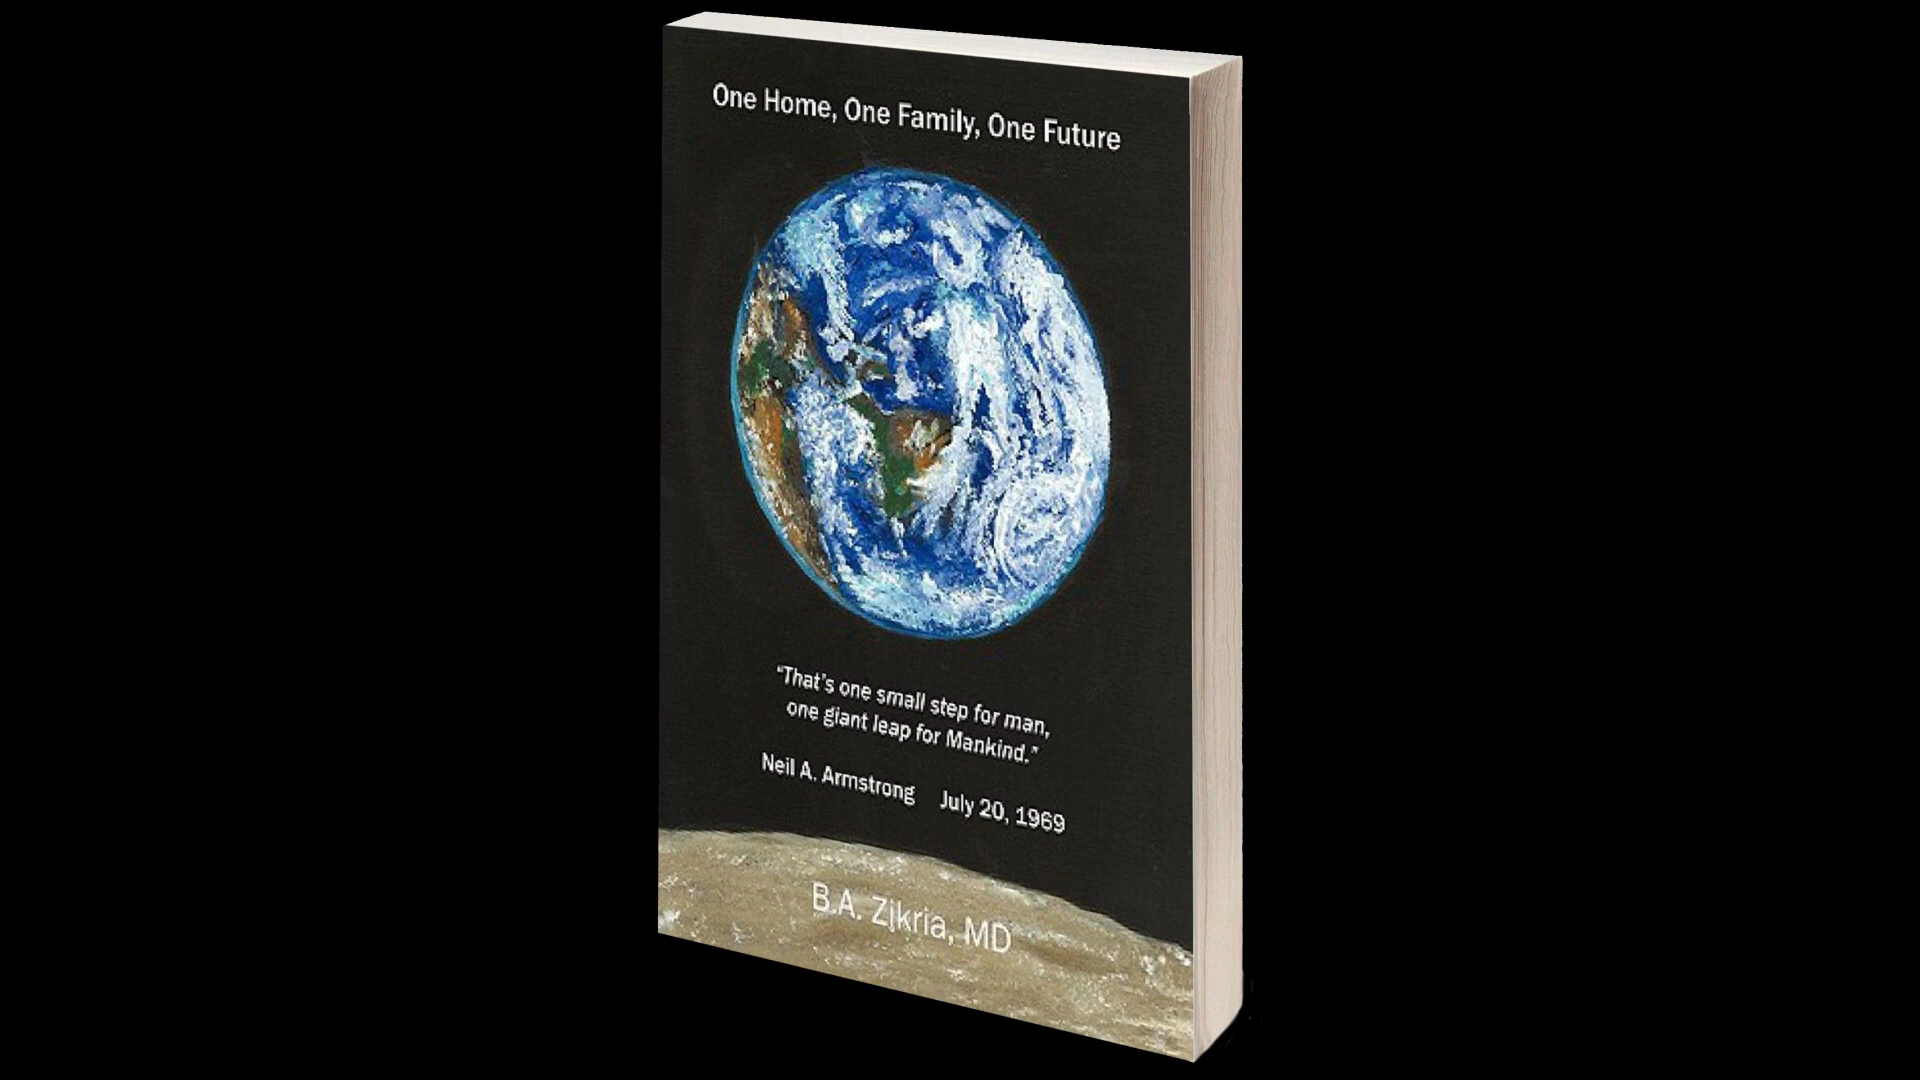 One Home, One Family, One Future
“That’s one small step for man,
one giant leap for Mankind.”
Neil A. Armstrong July 20, 1969
B.A. Zikria, MD